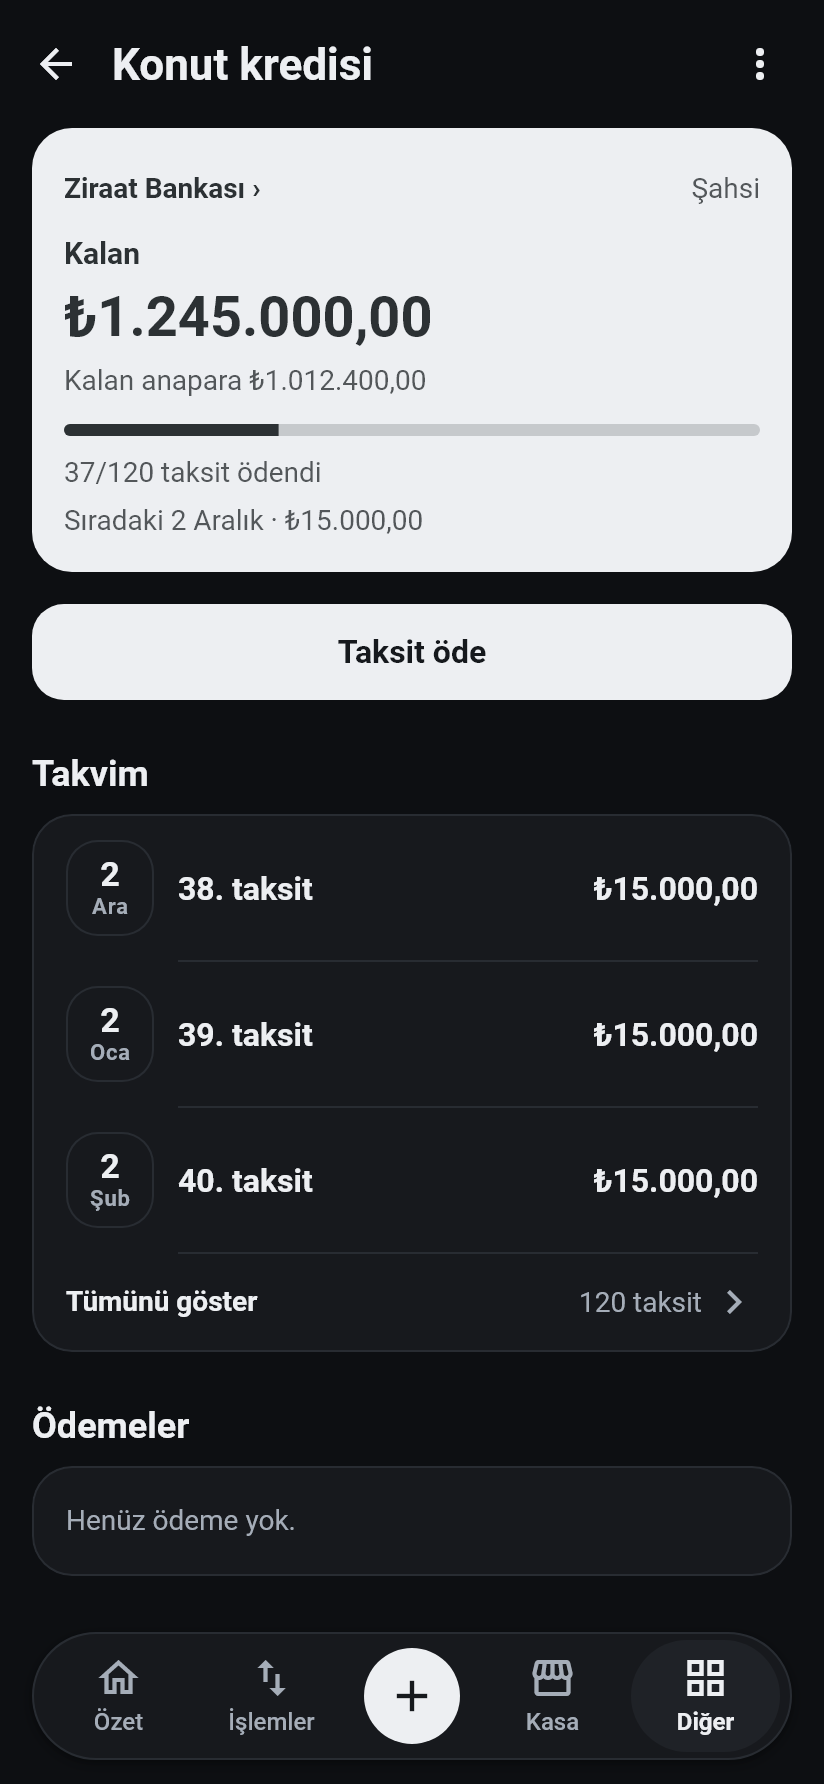 Konut kredisi
Ziraat Bankası ›
Şahsi
Kalan
₺1.245.000,00
Kalan anapara ₺1.012.400,00
37/120 taksit ödendi
Sıradaki 2 Aralık · ₺15.000,00
Taksit öde
Takvim
2
Ara
38. taksit
₺15.000,00
2
Oca
39. taksit
₺15.000,00
2
Şub
40. taksit
₺15.000,00
Tümünü göster
120 taksit
Ödemeler
Henüz ödeme yok.
Özet
İşlemler
Kasa
Diğer